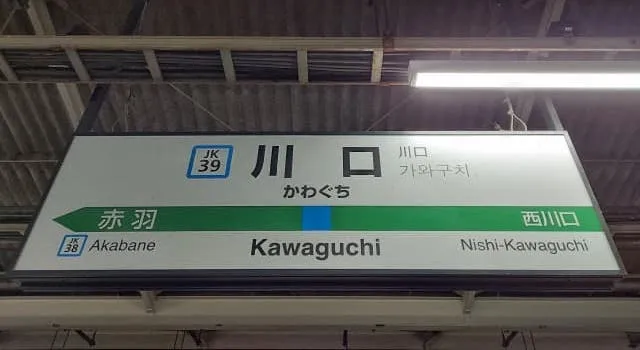 JK
39
川口
川口
가와구치
かわぐち
赤羽
西川口
JK
38
Akabane
Kawaguchi
Nishi-Kawaguchi